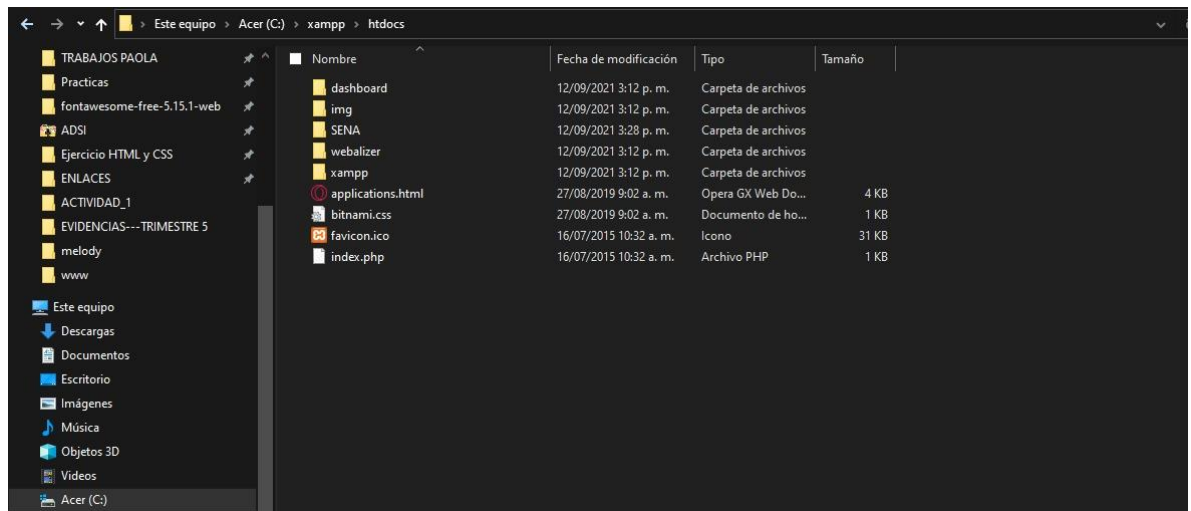 Este equipo > Acer (C:) > xampp > htdocs
TRABAJOS PAOLA
Practicas
fontawesome-free-5.15.1-web
ADSI
Ejercicio HTML y CSS
ENLACES
ACTIVIDAD_1
EVIDENCIAS---TRIMESTRE 5
melody
www
Este equipo
Descargas
Documentos
Escritorio
Imágenes
Música
Objetos 3D
Videos
Acer (C:)
Nombre Fecha de modificación Tipo Tamaño
dashboard 12/09/2021 3:12 p. m. Carpeta de archivos
img 12/09/2021 3:12 p. m. Carpeta de archivos
SENA 12/09/2021 3:28 p. m. Carpeta de archivos
webalizer 12/09/2021 3:12 p. m. Carpeta de archivos
xampp 12/09/2021 3:12 p. m. Carpeta de archivos
applications.html 27/08/2019 9:02 a. m. Opera GX Web Do... 4 KB
bitnami.css 27/08/2019 9:02 a. m. Documento de ho... 1 KB
favicon.ico 16/07/2015 10:32 a. m. Icono 31 KB
index.php 16/07/2015 10:32 a. m. Archivo PHP 1 KB